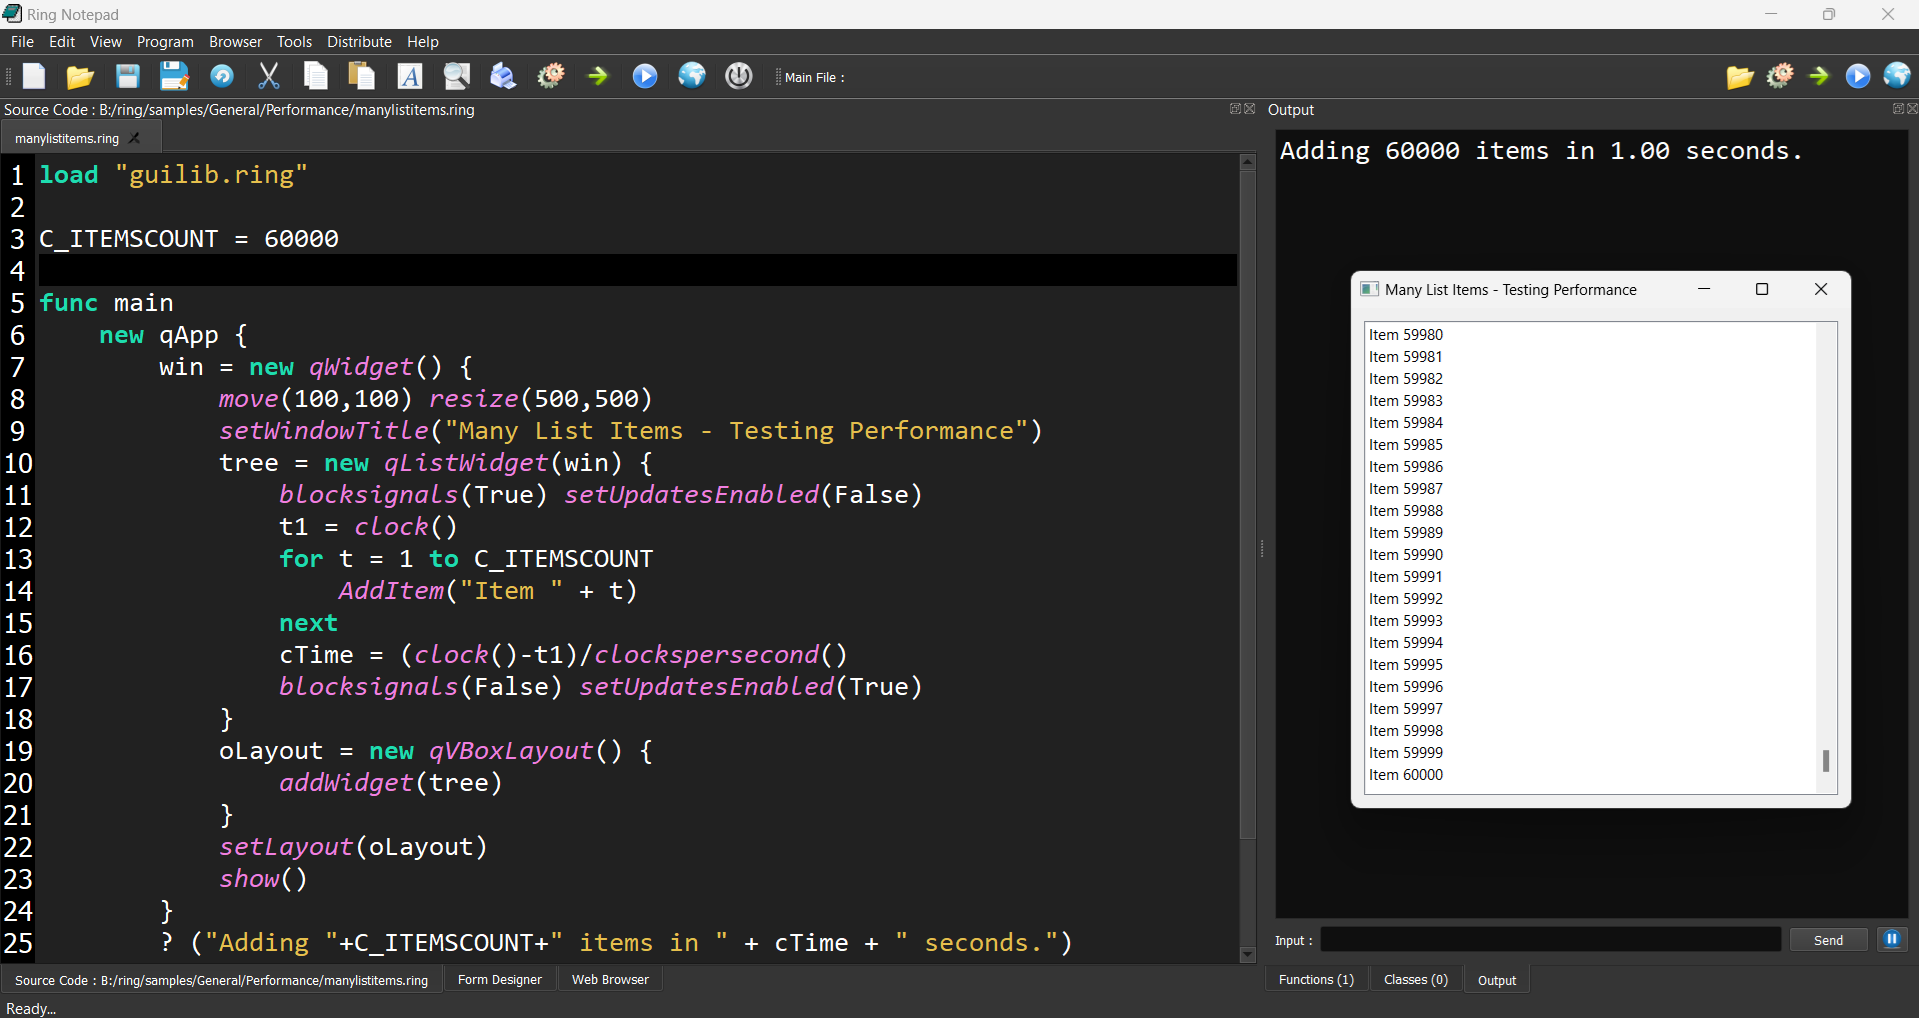 Ring Notepad
File Edit View Program Browser Tools Distribute Help
Main File :
Source Code : B:/ring/samples/General/Performance/manylistitems.ring
manylistitems.ring
1 load "guilib.ring"
2
3 C_ITEMSCOUNT = 60000
4
5 func main
6 new qApp {
7 win = new qWidget() {
8 move(100,100) resize(500,500)
9 setWindowTitle("Many List Items - Testing Performance")
10 tree = new qListWidget(win) {
11 blocksignals(True) setUpdatesEnabled(False)
12 t1 = clock()
13 for t = 1 to C_ITEMSCOUNT
14 AddItem("Item " + t)
15 next
16 cTime = (clock()-t1)/clockspersecond()
17 blocksignals(False) setUpdatesEnabled(True)
18 }
19 oLayout = new qVBoxLayout() {
20 addWidget(tree)
21 }
22 setLayout(oLayout)
23 show()
24 }
25 ? ("Adding "+C_ITEMSCOUNT+" items in " + cTime + " seconds.")
Source Code : B:/ring/samples/General/Performance/manylistitems.ring Form Designer Web Browser
Output
Adding 60000 items in 1.00 seconds.
Many List Items - Testing Performance
Item 59980
Item 59981
Item 59982
Item 59983
Item 59984
Item 59985
Item 59986
Item 59987
Item 59988
Item 59989
Item 59990
Item 59991
Item 59992
Item 59993
Item 59994
Item 59995
Item 59996
Item 59997
Item 59998
Item 59999
Item 60000
Input : Send
Functions (1) Classes (0) Output
Ready...